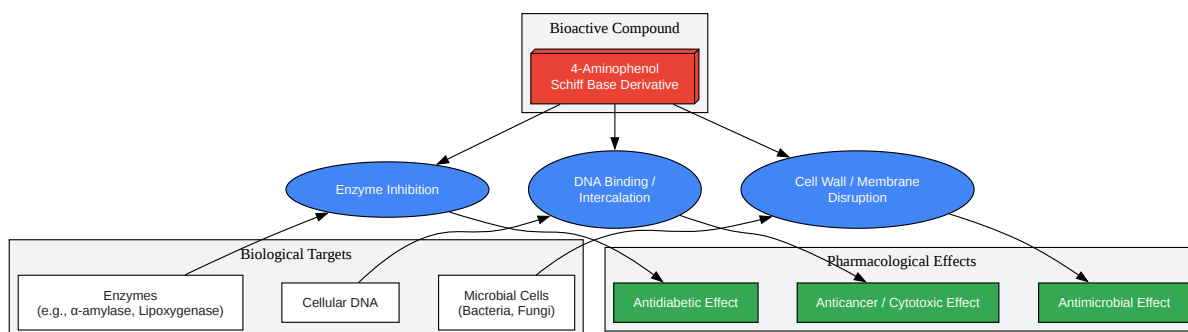 Bioactive Compound
4-Aminophenol
Schiff Base Derivative
Enzyme Inhibition
DNA Binding /
Intercalation
Cell Wall / Membrane
Disruption
Biological Targets
Enzymes
(e.g., α-amylase, Lipoxygenase)
Cellular DNA
Microbial Cells
(Bacteria, Fungi)
Pharmacological Effects
Antidiabetic Effect
Anticancer / Cytotoxic Effect
Antimicrobial Effect